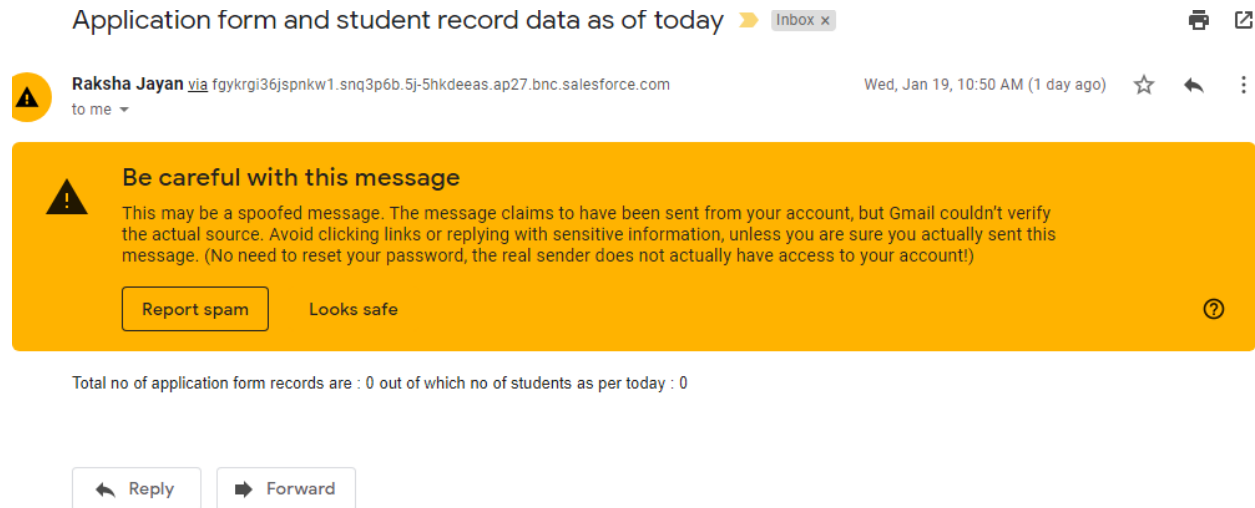 Application form and student record data as of today Inbox x
Raksha Jayan via fgykrgi36jspnkw1.snq3p6b.5j-5hkdeeas.ap27.bnc.salesforce.com Wed, Jan 19, 10:50 AM (1 day ago)
to me
Be careful with this message
This may be a spoofed message. The message claims to have been sent from your account, but Gmail couldn't verify
the actual source. Avoid clicking links or replying with sensitive information, unless you are sure you actually sent this
message. (No need to reset your password, the real sender does not actually have access to your account!)
Report spam Looks safe
Total no of application form records are : 0 out of which no of students as per today : 0
Reply Forward